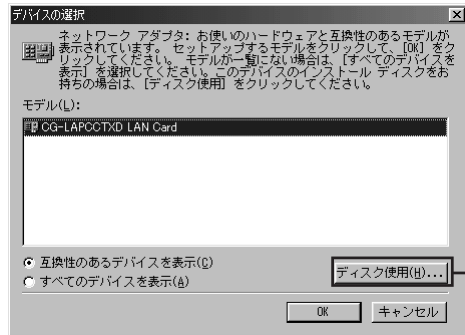 デバイスの選択
ネットワーク アダプタ: お使いのハードウェアと互換性のあるモデルが
表示されています。 セットアップするモデルをクリックして、[OK] をク
リックしてください。 モデルが一覧にない場合は、[すべてのデバイスを
表示] を選択してください。このデバイスのインストール ディスクをお
持ちの場合は、[ディスク使用] をクリックしてください。
モデル(L):
CG-LAPCCTXD LAN Card
互換性のあるデバイスを表示(C)
すべてのデバイスを表示(A)
ディスク使用(H)...
OK
キャンセル